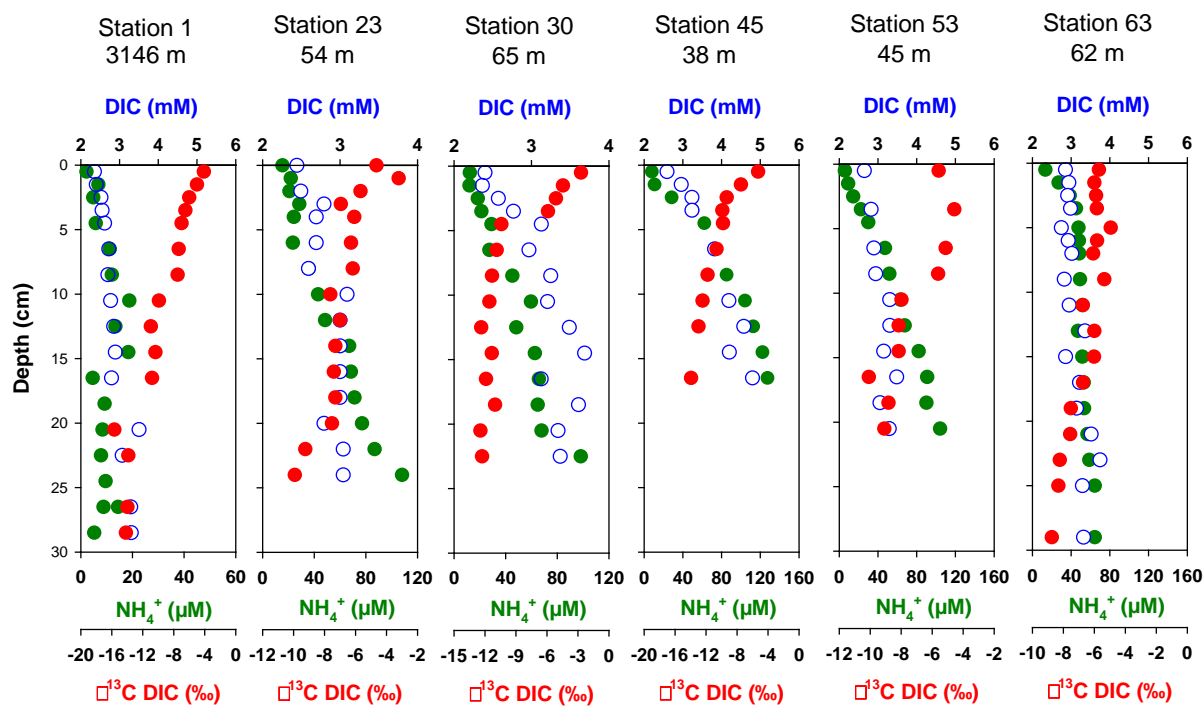 Station 1 Station 23 Station 30 Station 45 Station 53 Station 63
3146 m 54 m 65 m 38 m 45 m 62 m
DIC (mM) DIC (mM) DIC (mM) DIC (mM) DIC (mM) DIC (mM)
2 3 4 5 6 2 3 4 2 3 4 2 3 4 5 6 2 3 4 5 6 2 3 4 5 6
0
5
10
15
20
25
30
Depth (cm)
0 20 40 60 0 40 80 120 0 40 80 120 0 40 80 120 160 0 40 80 120 160 0 40 80 120 160
NH₄⁺ (µM) NH₄⁺ (µM) NH₄⁺ (µM) NH₄⁺ (µM) NH₄⁺ (µM) NH₄⁺ (µM)
-20 -16 -12 -8 -4 0 -12 -10 -8 -6 -4 -2 -15 -12 -9 -6 -3 0 -20 -16 -12 -8 -4 0 -12 -10 -8 -6 -4 -2 -10 -8 -6 -4 -2 0
□¹³C DIC (‰) □¹³C DIC (‰) □¹³C DIC (‰) □¹³C DIC (‰) □¹³C DIC (‰) □¹³C DIC (‰)